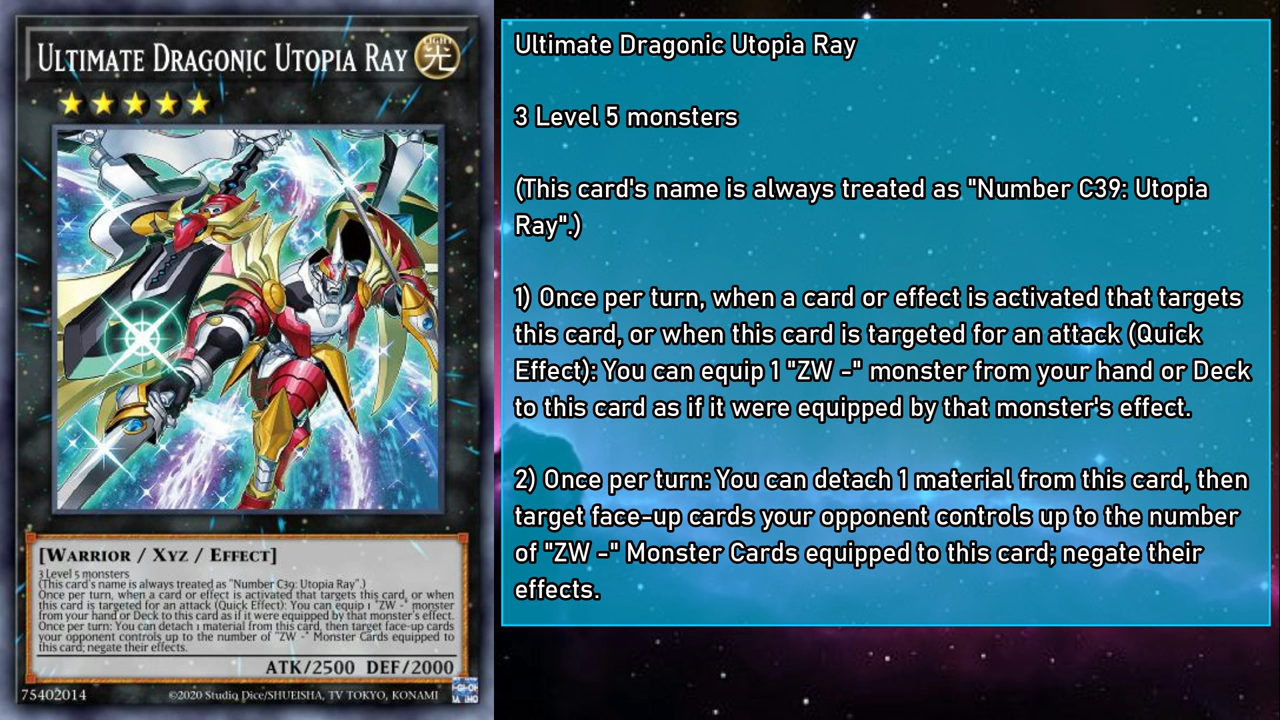 ULTIMATE DRAGONIC UTOPIA RAY
LIGHT
光
[WARRIOR / XYZ / EFFECT]
3 Level 5 monsters
(This card's name is always treated as "Number C39: Utopia Ray".)
Once per turn, when a card or effect is activated that targets this card, or when
this card is targeted for an attack (Quick Effect): You can equip 1 "ZW -" monster
from your hand or Deck to this card as if it were equipped by that monster's effect.
Once per turn: You can detach 1 material from this card, then target face-up cards
your opponent controls up to the number of "ZW -" Monster Cards equipped to
this card; negate their effects.
ATK/2500 DEF/2000
75402014
©2020 Studio Dice/SHUEISHA, TV TOKYO, KONAMI
Ultimate Dragonic Utopia Ray
3 Level 5 monsters
(This card's name is always treated as "Number C39: Utopia
Ray".)
1) Once per turn, when a card or effect is activated that targets
this card, or when this card is targeted for an attack (Quick
Effect): You can equip 1 "ZW -" monster from your hand or Deck
to this card as if it were equipped by that monster's effect.
2) Once per turn: You can detach 1 material from this card, then
target face-up cards your opponent controls up to the number
of "ZW -" Monster Cards equipped to this card; negate their
effects.